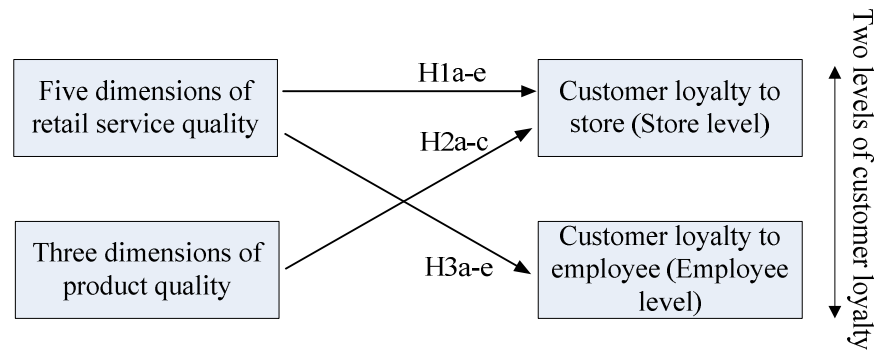 Five dimensions of
retail service quality
H1a-e
Customer loyalty to
store (Store level)
H2a-c
Three dimensions of
product quality
H3a-e
Customer loyalty to
employee (Employee
level)
Two levels of customer loyalty